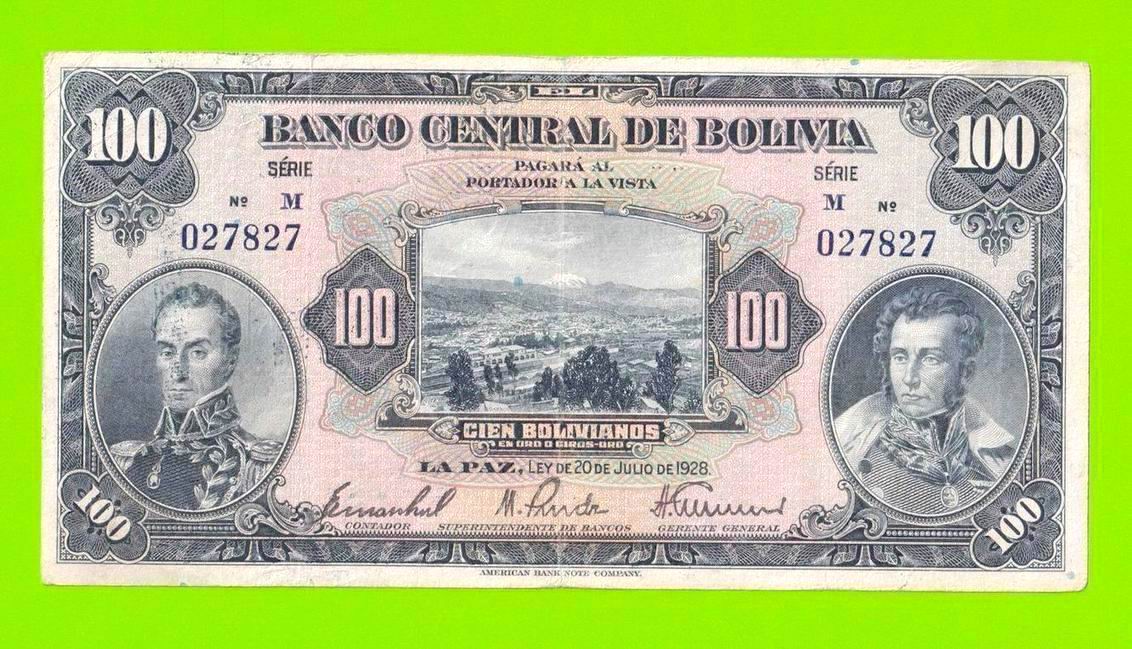 100
EL
100
BANCO CENTRAL DE BOLIVIA
SÉRIE
PAGARÁ AL
SÉRIE
PORTADOR A LA VISTA
Nº M
M Nº
027827
027827
100
100
CIEN BOLIVIANOS
EN ORO O GIROS-ORO
LA PAZ, LEY DE 20 DE JULIO DE 1928.
100
100
CONTADOR
SUPERINTENDENTE DE BANCOS
GERENTE GENERAL
AMERICAN BANK NOTE COMPANY.